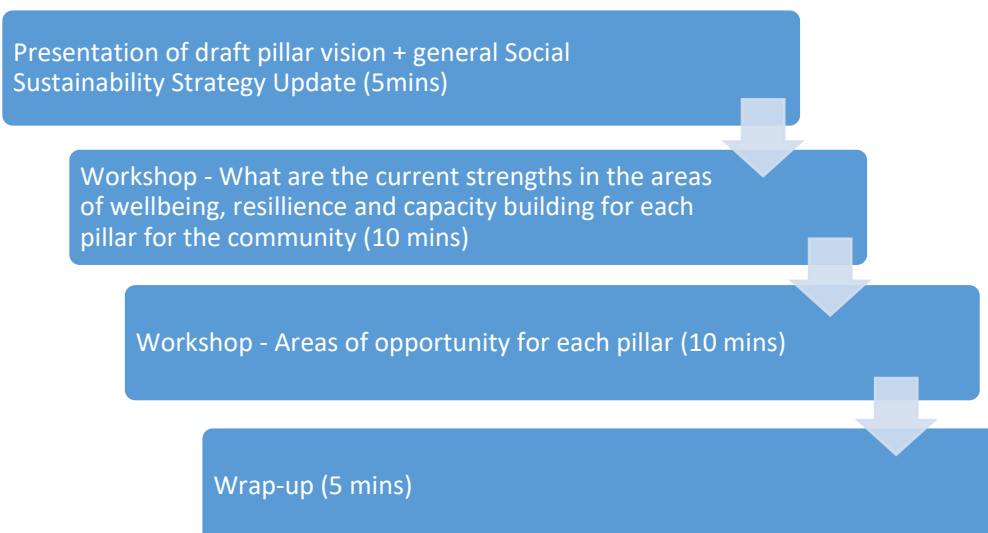 Presentation of draft pillar vision + general Social
Sustainability Strategy Update (5mins)
Workshop - What are the current strengths in the areas
of wellbeing, resillience and capacity building for each
pillar for the community (10 mins)
Workshop - Areas of opportunity for each pillar (10 mins)
Wrap-up (5 mins)